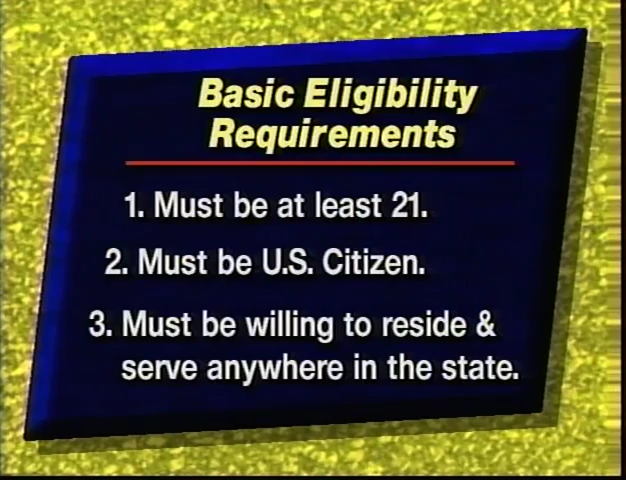 Basic Eligibility
Requirements
1. Must be at least 21.
2. Must be U.S. Citizen.
3. Must be willing to reside &
serve anywhere in the state.